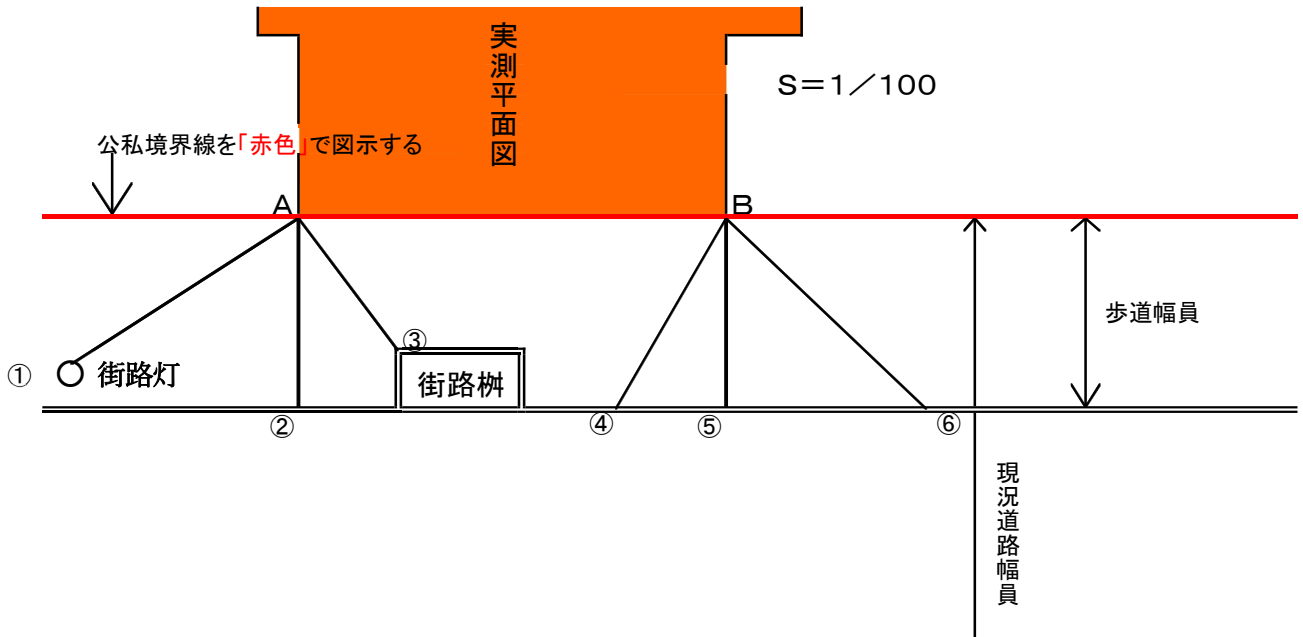 実測平面図
S＝1／100
公私境界線を「赤色」で図示する
A
B
歩道幅員
③
① 街路灯
街路桝
②
④
⑤
⑥
現況道路幅員